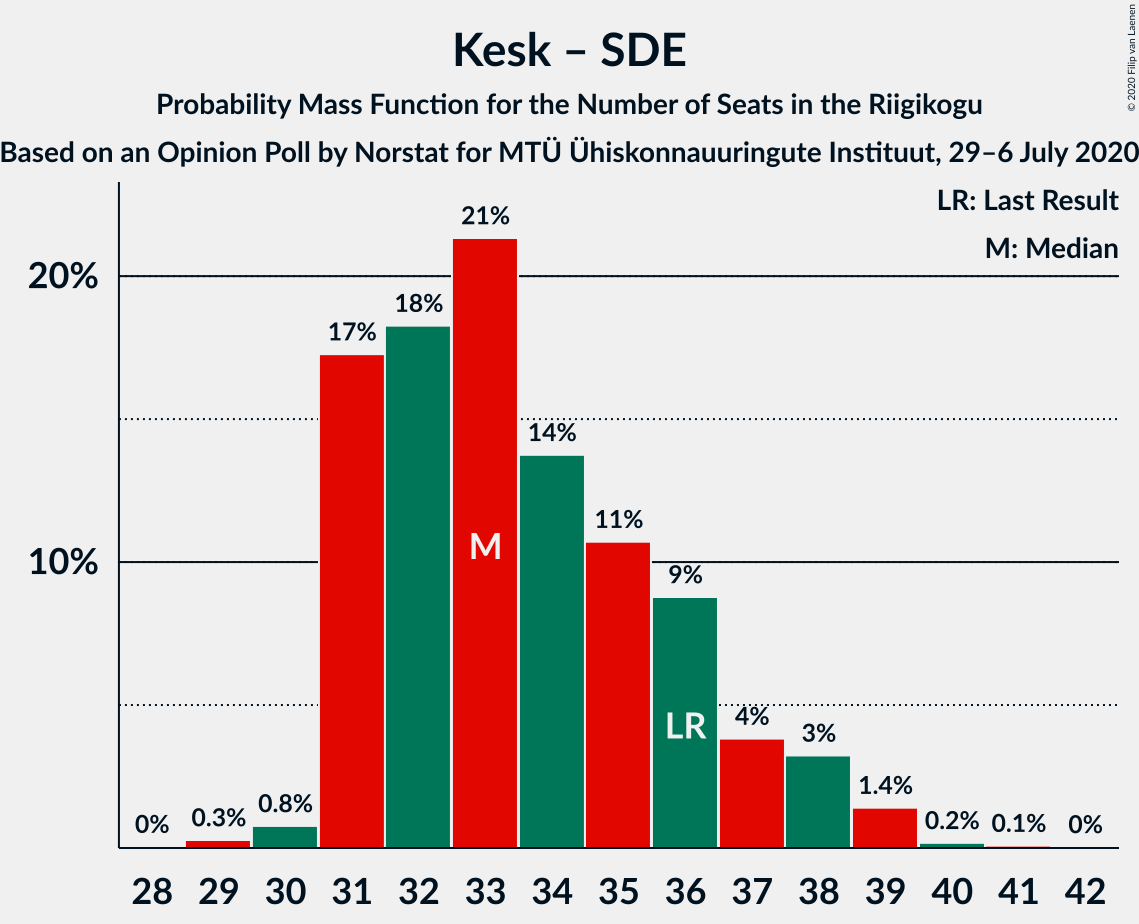 Kesk – SDE
Probability Mass Function for the Number of Seats in the Riigikogu
Based on an Opinion Poll by Norstat for MTÜ Ühiskonnauuringute Instituut, 29–6 July 2020
© 2020 Filip van Laenen
LR: Last Result
M: Median
20%
10%
0%
0.3%
0.8%
17%
18%
21%
14%
11%
9%
4%
3%
1.4%
0.2%
0.1%
0%
M
LR
28 29 30 31 32 33 34 35 36 37 38 39 40 41 42